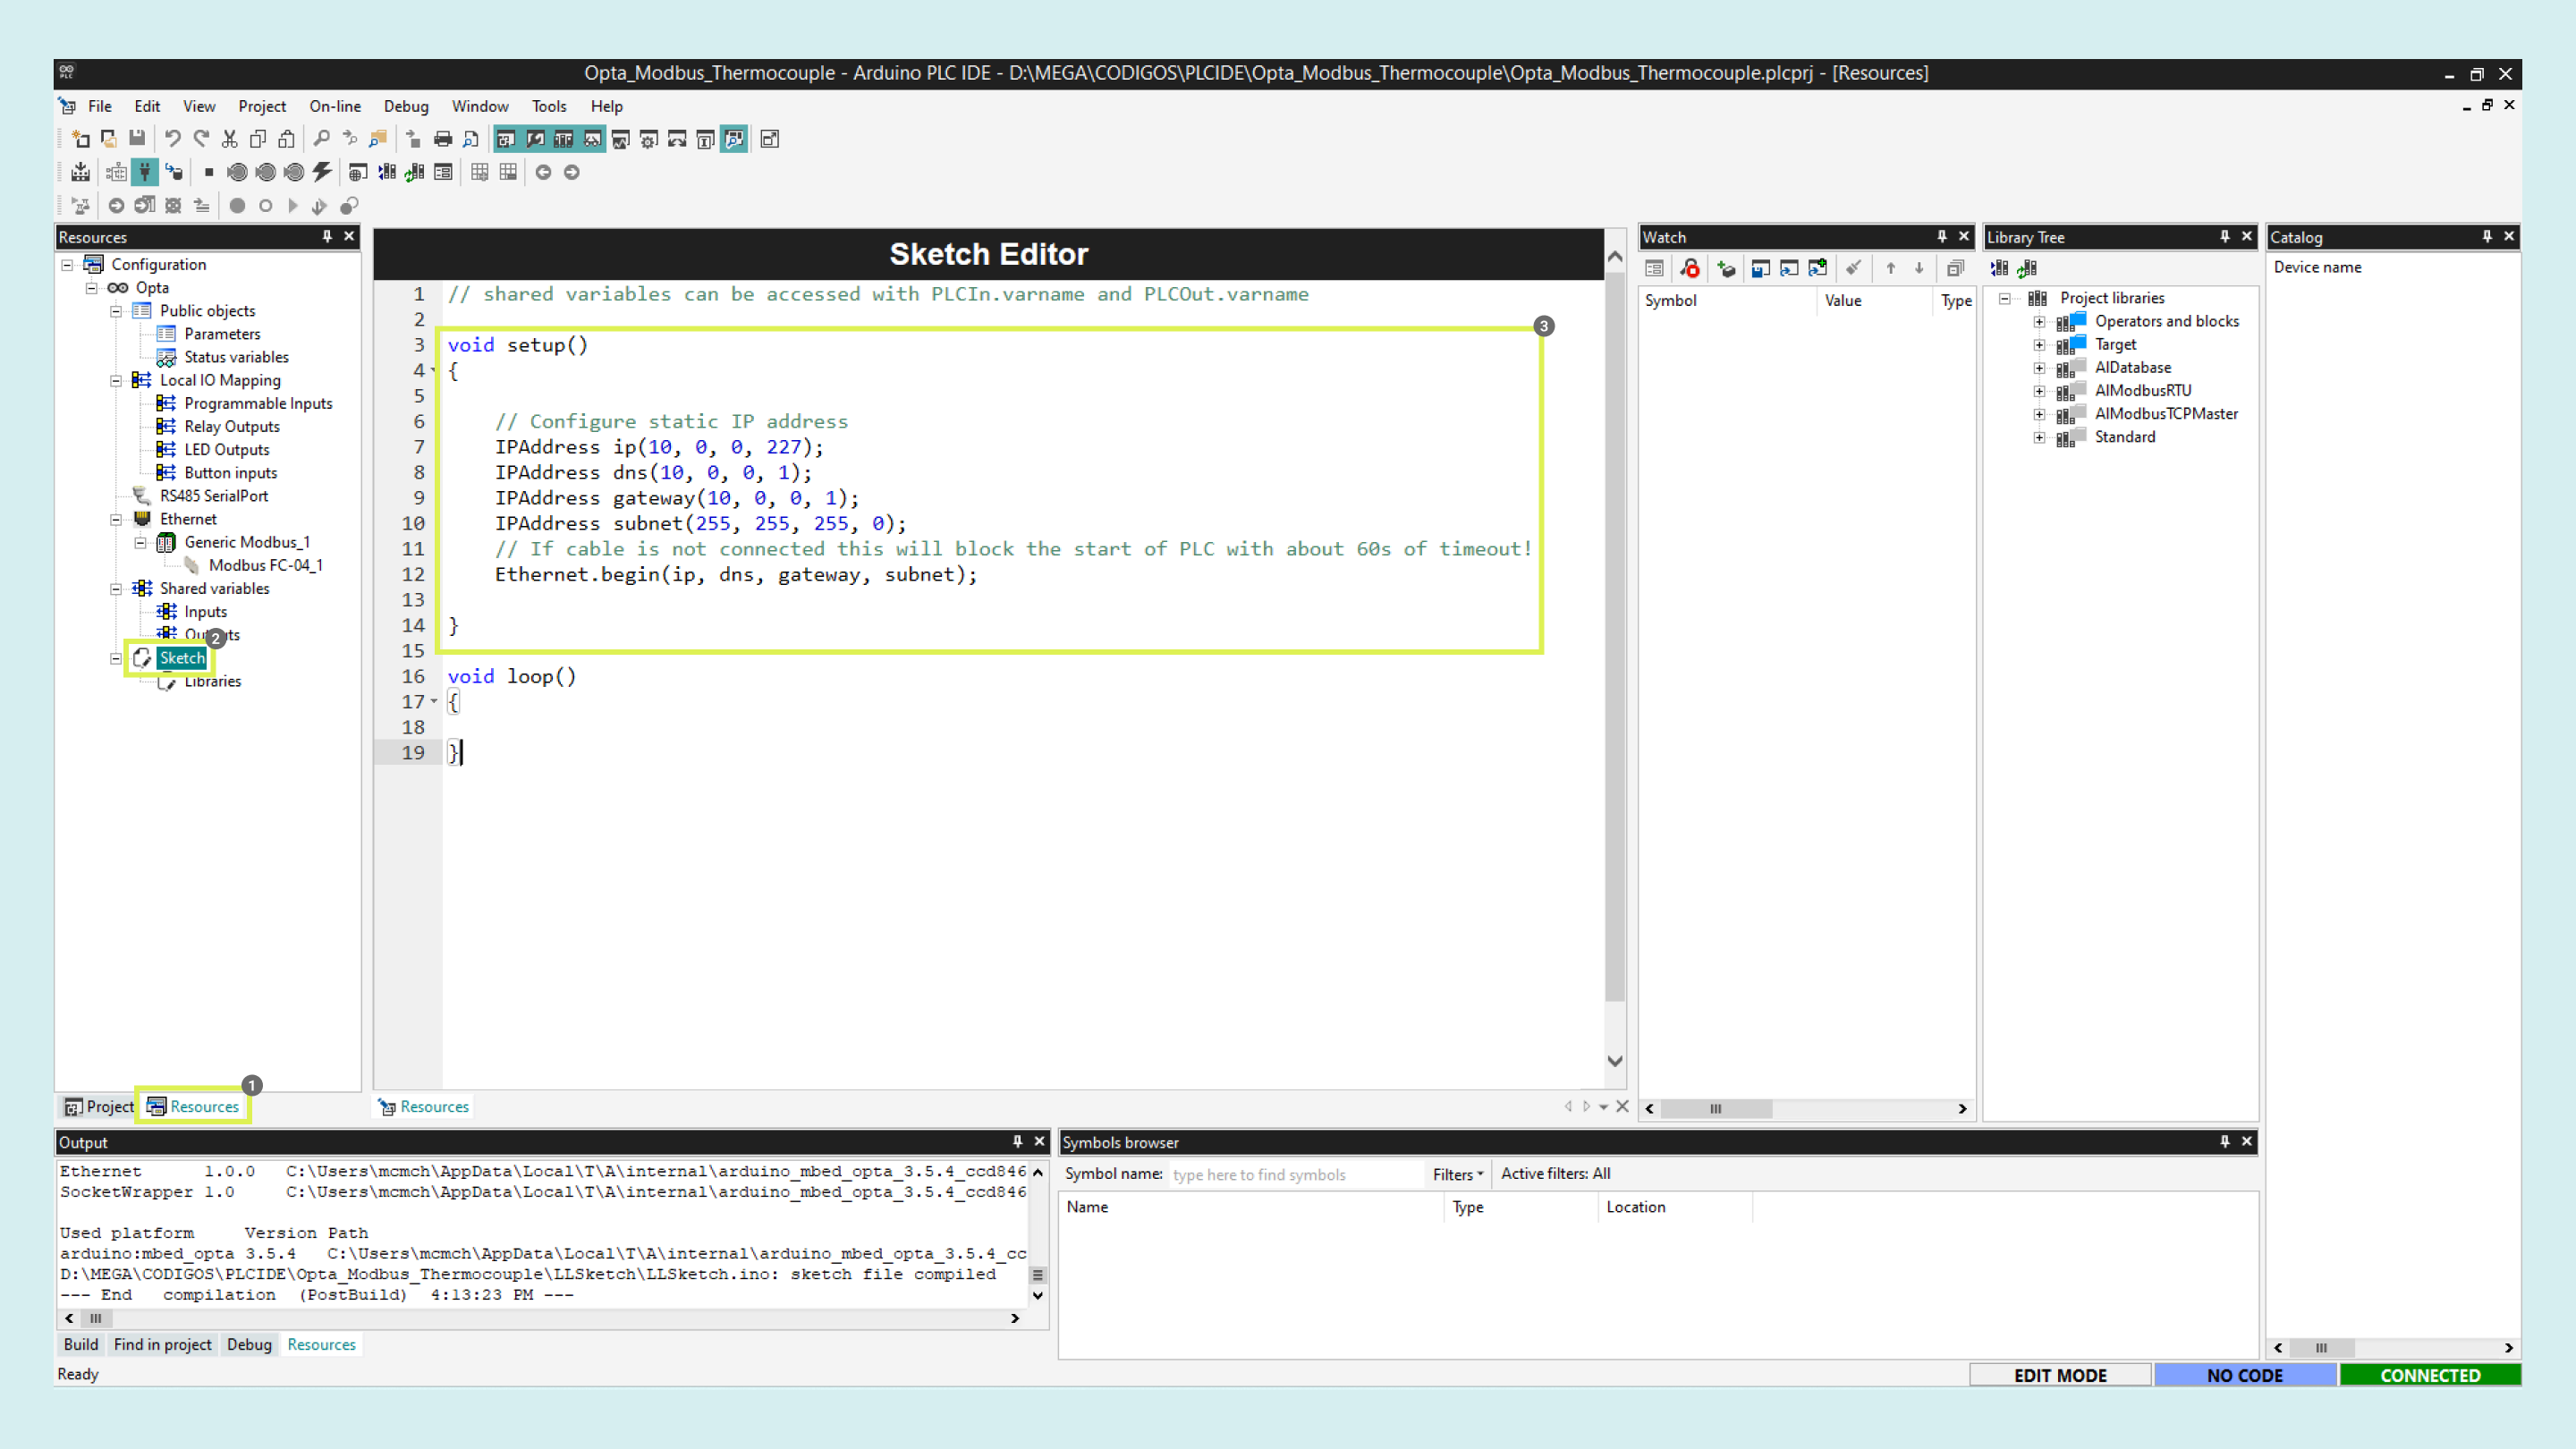 Opta_Modbus_Thermocouple - Arduino PLC IDE - D:\MEGA\CODIGOS\PLCIDE\Opta_Modbus_Thermocouple\Opta_Modbus_Thermocouple.plcprj - [Resources]
File Edit View Project On-line Debug Window Tools Help
Resources
Configuration
Opta
Public objects
Parameters
Status variables
Local IO Mapping
Programmable Inputs
Relay Outputs
LED Outputs
Button inputs
RS485 SerialPort
Ethernet
Generic Modbus_1
Modbus FC-04_1
Shared variables
Inputs
2
Sketch
Libraries
1
Project Resources
Sketch Editor
1 // shared variables can be accessed with PLCIn.varname and PLCOut.varname
2
3
3 void setup()
4 {
5
6 // Configure static IP address
7 IPAddress ip(10, 0, 0, 227);
8 IPAddress dns(10, 0, 0, 1);
9 IPAddress gateway(10, 0, 0, 1);
10 IPAddress subnet(255, 255, 255, 0);
11 // If cable is not connected this will block the start of PLC with about 60s of timeout!
12 Ethernet.begin(ip, dns, gateway, subnet);
13
14 }
15
16 void loop()
17 {
18
19 }
Resources
Watch
Symbol Value Type
Library Tree
Project libraries
Operators and blocks
Target
AlDatabase
AlModbusRTU
AlModbusTCPMaster
Standard
Catalog
Device name
Output
Ethernet 1.0.0 C:\Users\mcmch\AppData\Local\T\A\internal\arduino_mbed_opta_3.5.4_ccd846
SocketWrapper 1.0 C:\Users\mcmch\AppData\Local\T\A\internal\arduino_mbed_opta_3.5.4_ccd846
Used platform Version Path
arduino:mbed_opta 3.5.4 C:\Users\mcmch\AppData\Local\T\A\internal\arduino_mbed_opta_3.5.4_cc
D:\MEGA\CODIGOS\PLCIDE\Opta_Modbus_Thermocouple\LLSketch\LLSketch.ino: sketch file compiled
--- End compilation (PostBuild) 4:13:23 PM ---
Build Find in project Debug Resources
Symbols browser
Symbol name: type here to find symbols Filters Active filters: All
Name Type Location
Ready
EDIT MODE NO CODE CONNECTED